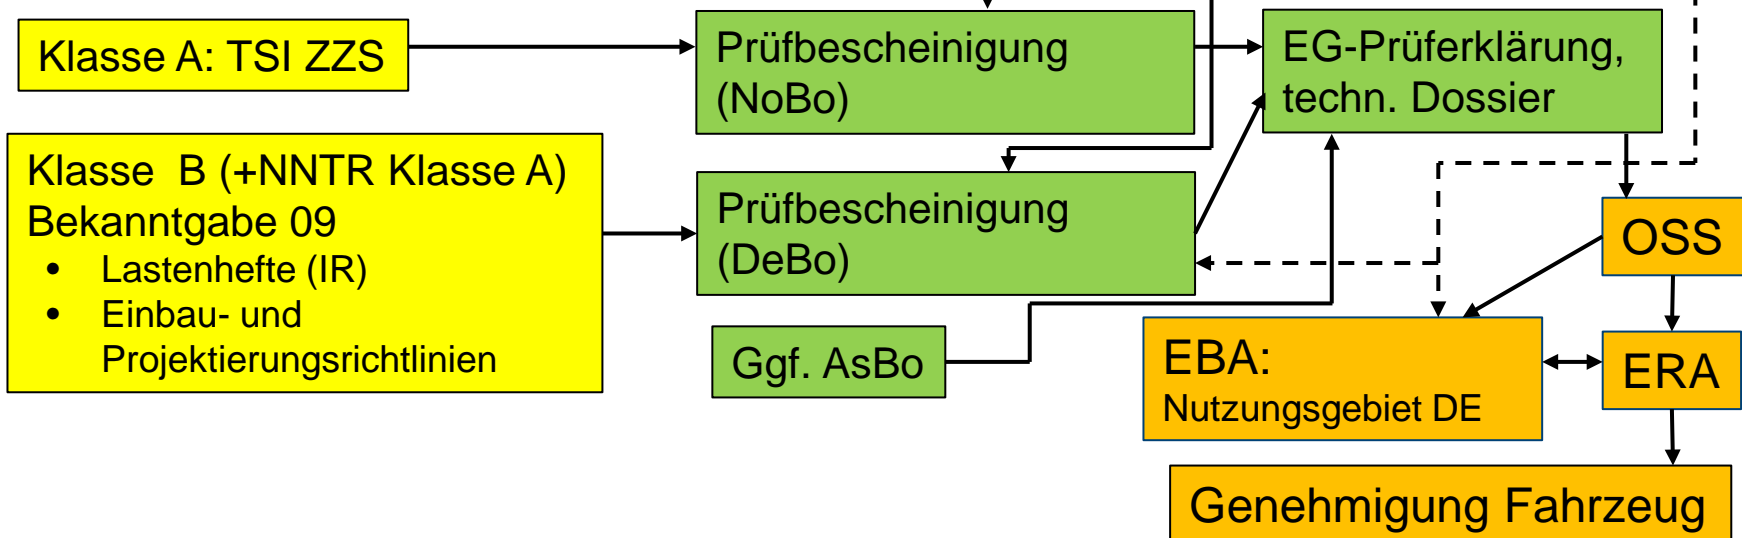 Klasse A: TSI ZZS
Prüfbescheinigung
(NoBo)
EG-Prüferklärung,
techn. Dossier
Klasse B (+NNTR Klasse A)
Bekanntgabe 09
• Lastenhefte (IR)
• Einbau- und
Projektierungsrichtlinien
Prüfbescheinigung
(DeBo)
OSS
Ggf. AsBo
EBA:
Nutzungsgebiet DE
ERA
Genehmigung Fahrzeug